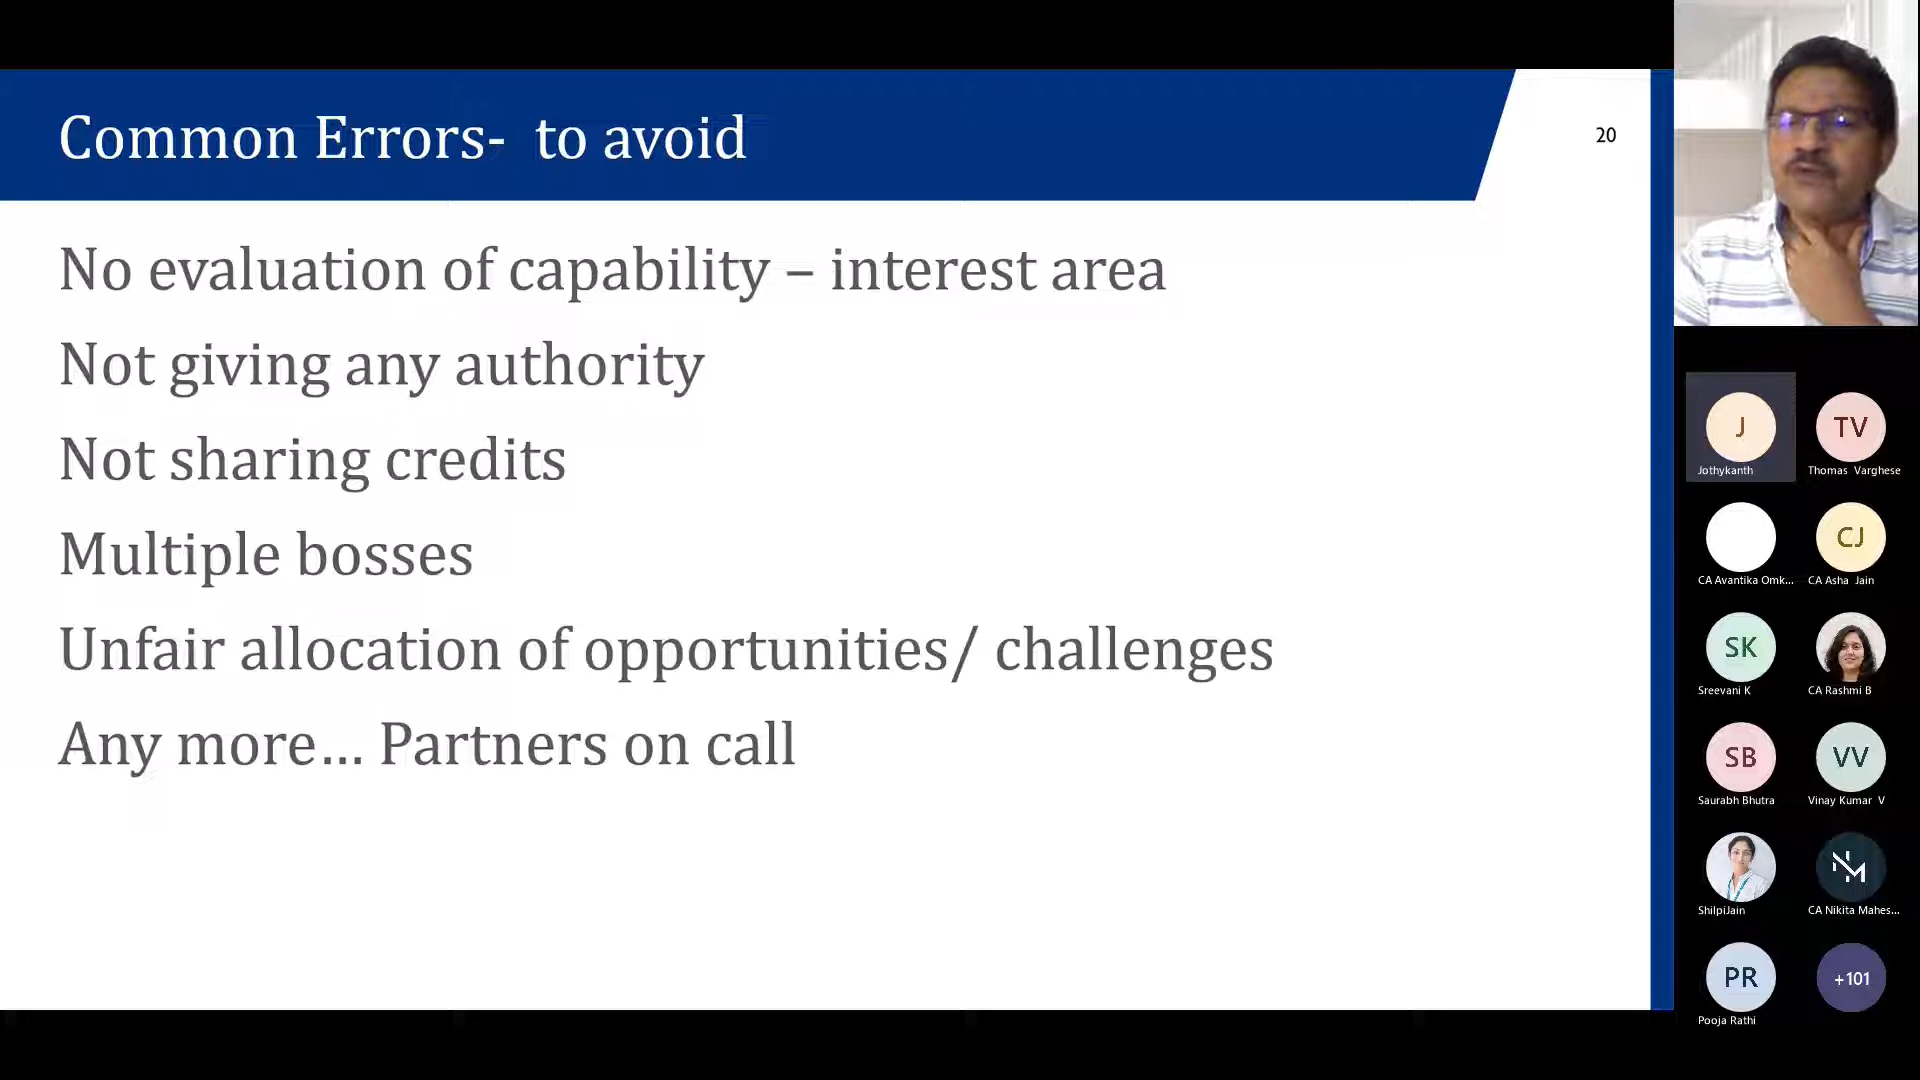 Common Errors-  to avoid
20
No evaluation of capability – interest area
Not giving any authority
Not sharing credits
Multiple bosses
Unfair allocation of opportunities/ challenges
Any more… Partners on call
J
Jothykanth
TV
Thomas Varghese
CA Avantika Omk...
CJ
CA Asha Jain
SK
Sreevani K
CA Rashmi B
SB
Saurabh Bhutra
VV
Vinay Kumar V
ShilpiJain
NM
CA Nikita Mahes...
PR
Pooja Rathi
+101